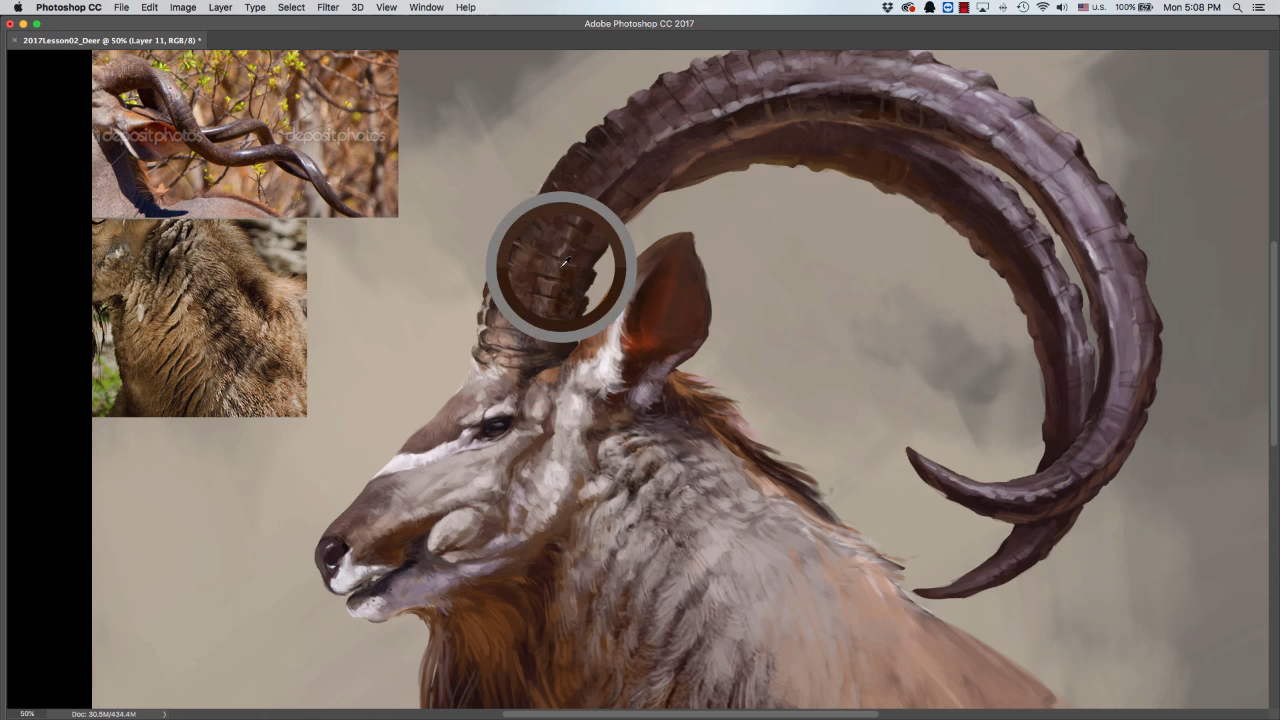 Photoshop CC File Edit Image Layer Type Select Filter 3D View Window Help U.S. 100% Mon 5:08 PM
Adobe Photoshop CC 2017
× 2017Lesson02_Deer @ 50% (Layer 11, RGB/8) *
depositphotos depositphotos
50% Doc: 30.5M/434.4M